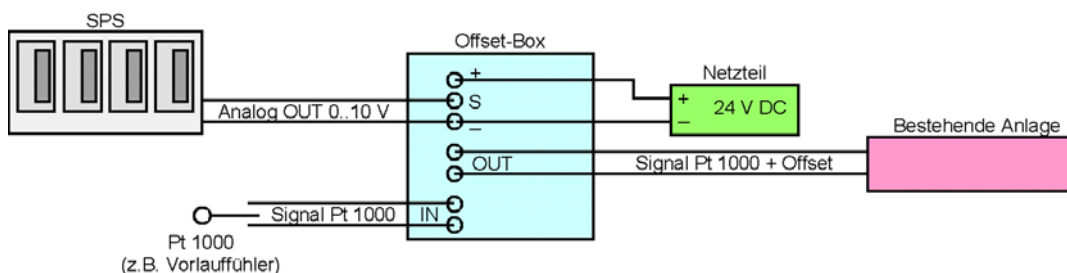 SPS
Offset-Box
+
S
–
Analog OUT 0..10 V
Netzteil
+
24 V DC
–
Bestehende Anlage
OUT
Signal Pt 1000 + Offset
Signal Pt 1000
IN
Pt 1000
(z.B. Vorlauffühler)